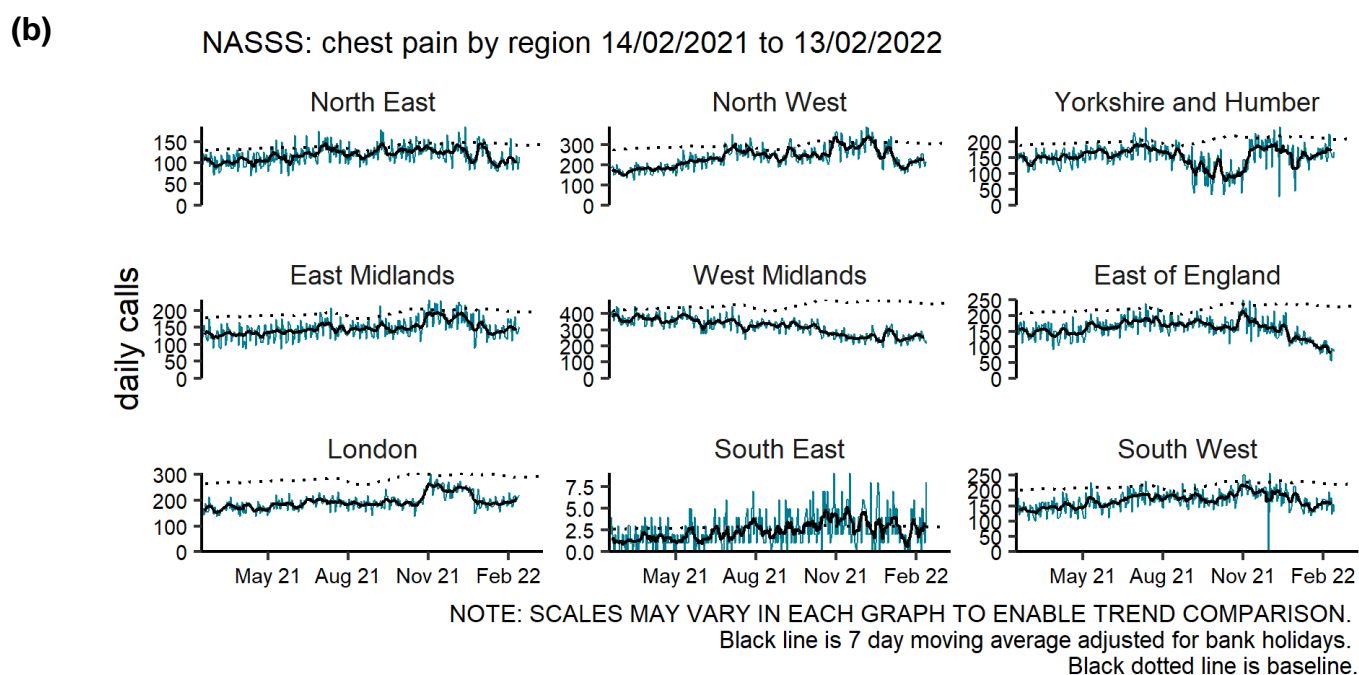 (b)
NASSS: chest pain by region 14/02/2021 to 13/02/2022
North East
North West
Yorkshire and Humber
150
100
50
0
300
200
100
0
200
150
100
50
0
East Midlands
West Midlands
East of England
daily calls
200
150
100
50
0
400
300
200
100
0
250
200
150
100
50
0
London
South East
South West
300
200
100
0
7.5
5.0
2.5
0.0
250
200
150
100
50
0
May 21 Aug 21 Nov 21 Feb 22
May 21 Aug 21 Nov 21 Feb 22
May 21 Aug 21 Nov 21 Feb 22
NOTE: SCALES MAY VARY IN EACH GRAPH TO ENABLE TREND COMPARISON.
Black line is 7 day moving average adjusted for bank holidays.
Black dotted line is baseline.